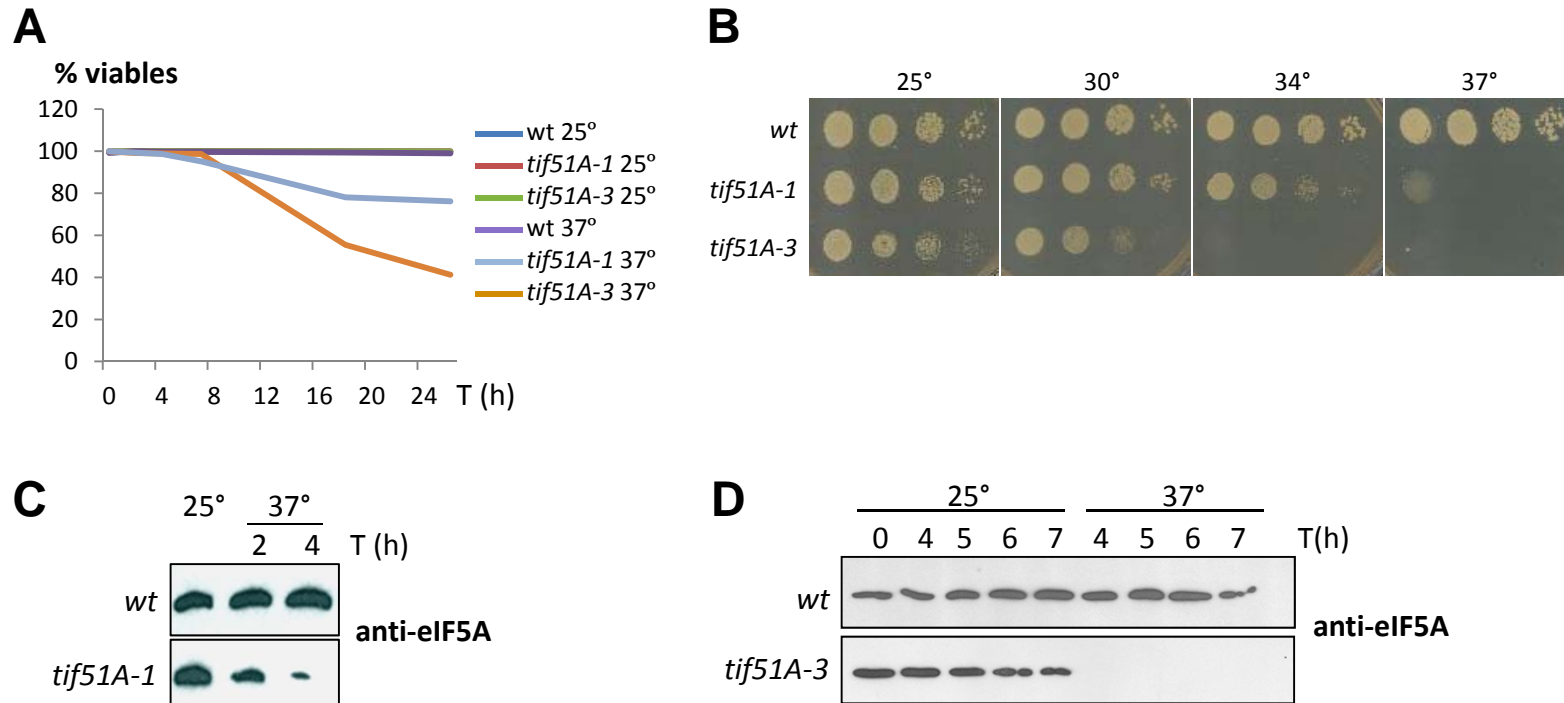 A
% viables
120
100
80
60
40
20
0
0 4 8 12 16 20 24 T (h)
wt 25º
tif51A-1 25º
tif51A-3 25º
wt 37º
tif51A-1 37º
tif51A-3 37º
B
25° 30° 34° 37°
wt
tif51A-1
tif51A-3
C
25° 37°
2 4 T (h)
wt
tif51A-1
anti-eIF5A
D
25° 37°
0 4 5 6 7 4 5 6 7 T(h)
wt
tif51A-3
anti-eIF5A